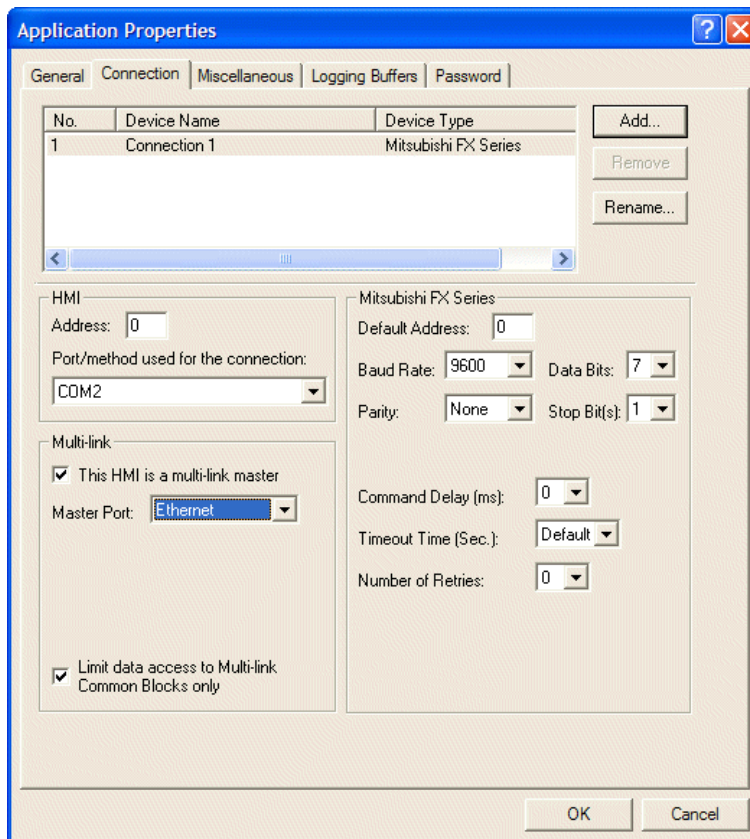 Application Properties
General Connection Miscellaneous Logging Buffers Password
No. Device Name Device Type
1 Connection 1 Mitsubishi FX Series
Add...
Remove
Rename...
HMI
Address: 0
Port/method used for the connection:
COM2
Multi-link
This HMI is a multi-link master
Master Port: Ethernet
Limit data access to Multi-link
Common Blocks only
Mitsubishi FX Series
Default Address: 0
Baud Rate: 9600 Data Bits: 7
Parity: None Stop Bit(s): 1
Command Delay (ms): 0
Timeout Time (Sec.): Default
Number of Retries: 0
OK Cancel